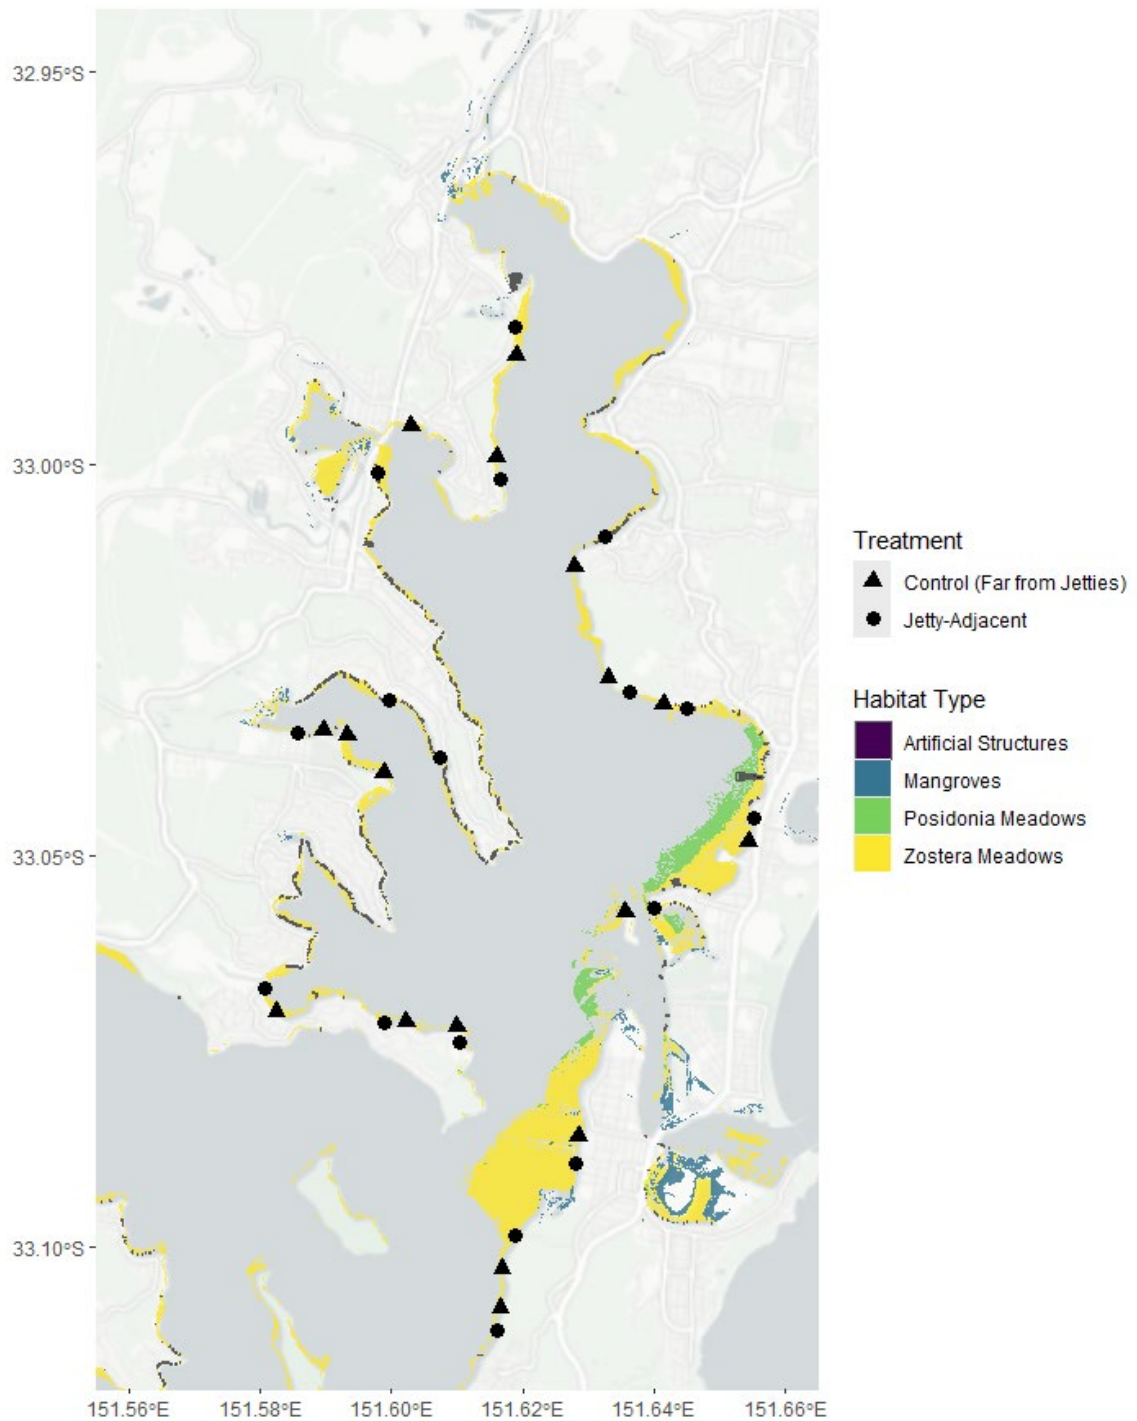 32.95°S
33.00°S
33.05°S
33.10°S
151.56°E 151.58°E 151.60°E 151.62°E 151.64°E 151.66°E
Treatment
Control (Far from Jetties)
Jetty-Adjacent
Habitat Type
Artificial Structures
Mangroves
Posidonia Meadows
Zostera Meadows